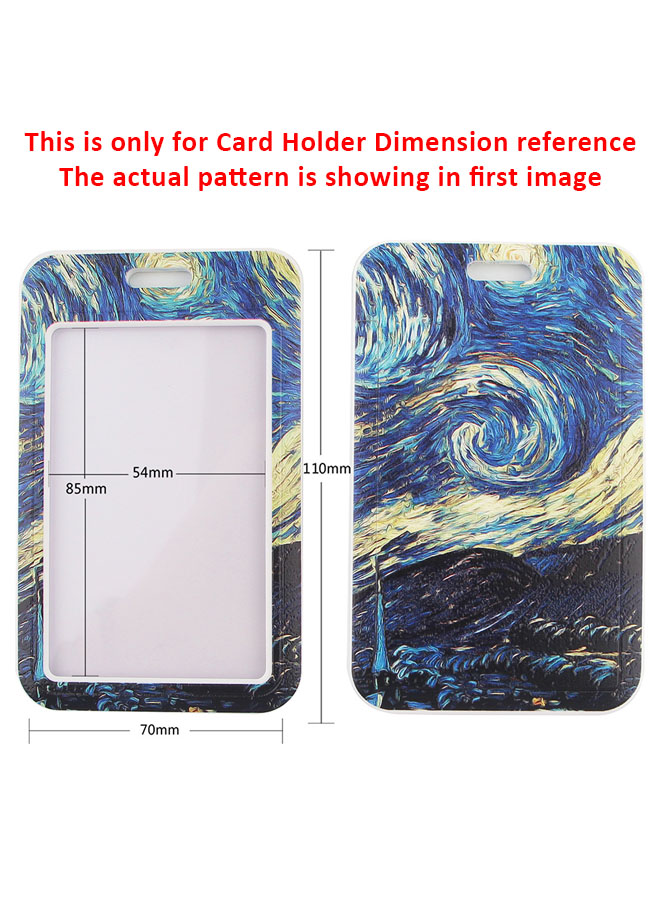 This is only for Card Holder Dimension reference
The actual pattern is showing in first image
54mm
85mm
110mm
70mm